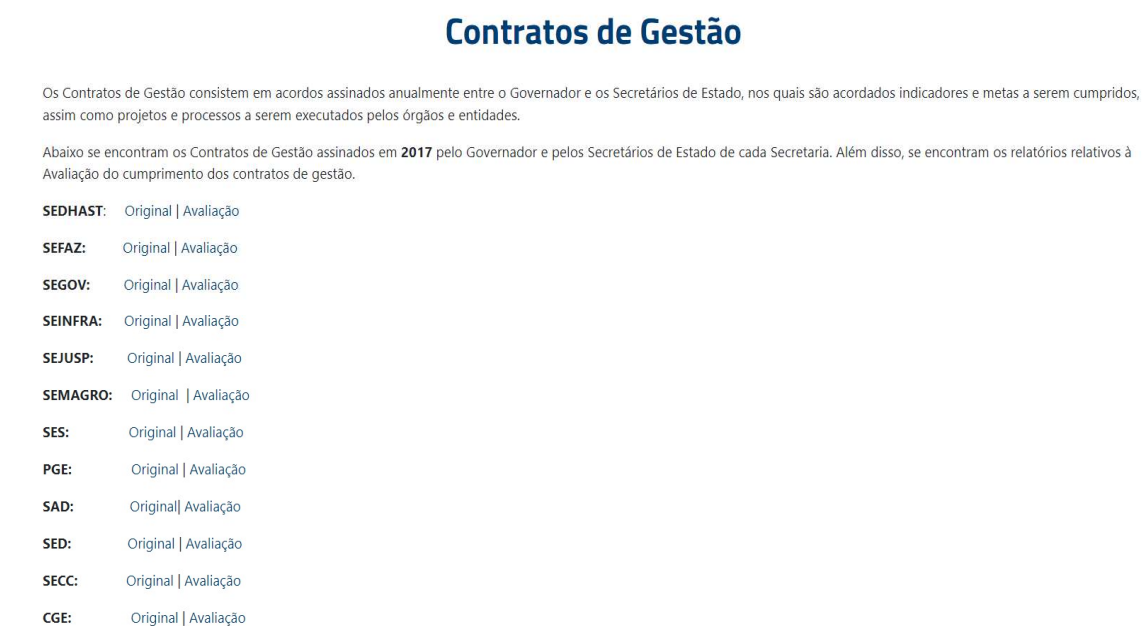 Contratos de Gestão
Os Contratos de Gestão consistem em acordos assinados anualmente entre o Governador e os Secretários de Estado, nos quais são acordados indicadores e metas a serem cumpridos,
assim como projetos e processos a serem executados pelos órgãos e entidades.
Abaixo se encontram os Contratos de Gestão assinados em 2017 pelo Governador e pelos Secretários de Estado de cada Secretaria. Além disso, se encontram os relatórios relativos à
Avaliação do cumprimento dos contratos de gestão.
SEDHAST: Original | Avaliação
SEFAZ: Original | Avaliação
SEGOV: Original | Avaliação
SEINFRA: Original | Avaliação
SEJUSP: Original | Avaliação
SEMAGRO: Original | Avaliação
SES: Original | Avaliação
PGE: Original | Avaliação
SAD: Original| Avaliação
SED: Original | Avaliação
SECC: Original | Avaliação
CGE: Original | Avaliação